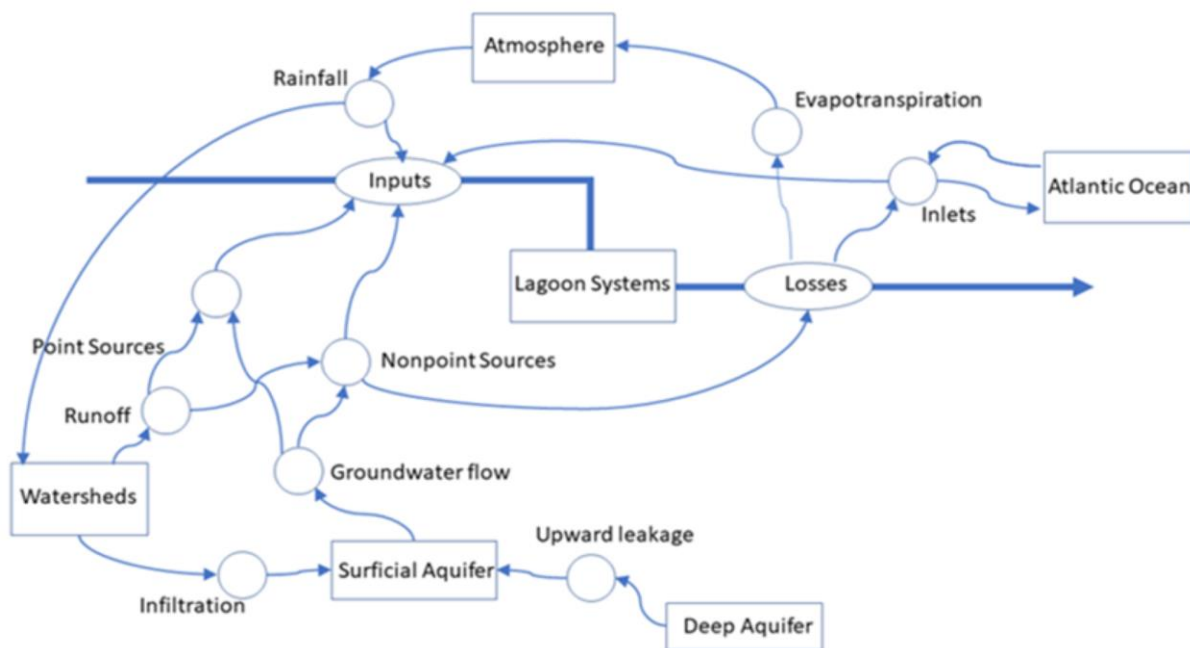 Atmosphere
Rainfall
Evapotranspiration
Inputs
Atlantic Ocean
Inlets
Lagoon Systems
Losses
Point Sources
Nonpoint Sources
Runoff
Groundwater flow
Watersheds
Upward leakage
Surficial Aquifer
Infiltration
Deep Aquifer